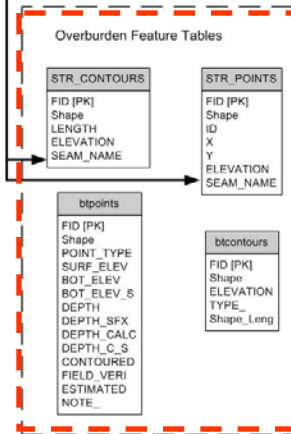 Overburden Feature Tables
STR_CONTOURS
FID [PK]
Shape
LENGTH
ELEVATION
SEAM_NAME
STR_POINTS
FID [PK]
Shape
ID
X
Y
ELEVATION
SEAM_NAME
btpoints
FID [PK]
Shape
POINT_TYPE
SURF_ELEV
BOT_ELEV
BOT_ELEV_S
DEPTH
DEPTH_SFX
DEPTH_CALC
DEPTH_C_S
CONTOURED
FIELD_VERI
ESTIMATED
NOTE_
btcontours
FID [PK]
Shape
ELEVATION
TYPE_
Shape_Leng